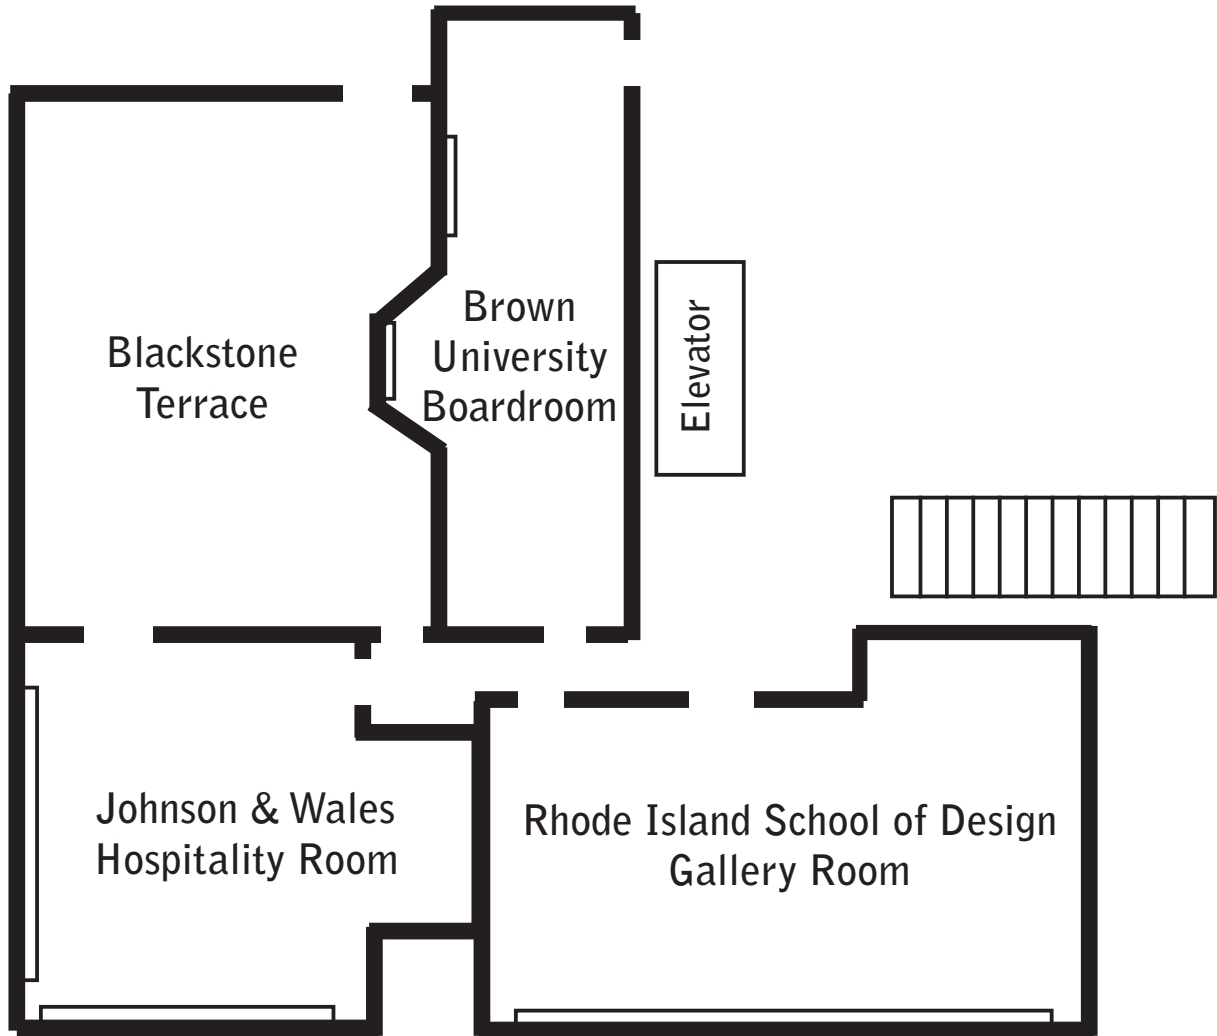 Brown
University
Boardroom
Blackstone
Terrace
Elevator
Johnson & Wales
Hospitality Room
Rhode Island School of Design
Gallery Room